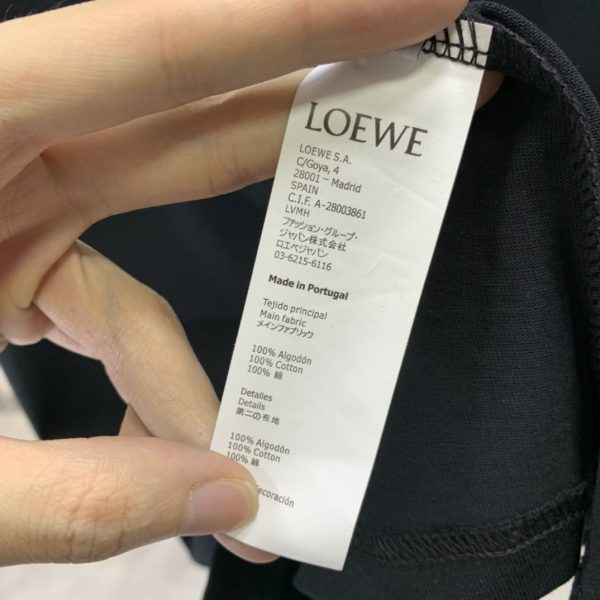 LOEWE
LOEWE S.A.
C/Goya, 4
28001 – Madrid
SPAIN
C.I.F. A-28003861
LVMH
ファッション・グループ・
ジャパン株式会社
ロエベジャパン
03-6215-6116
Made in Portugal
Tejido principal
Main fabric
メインファブリック
100% Algodón
100% Cotton
100% 綿
Detalles
Details
第二の布地
100% Algodón
100% Cotton
100% 綿
decoración